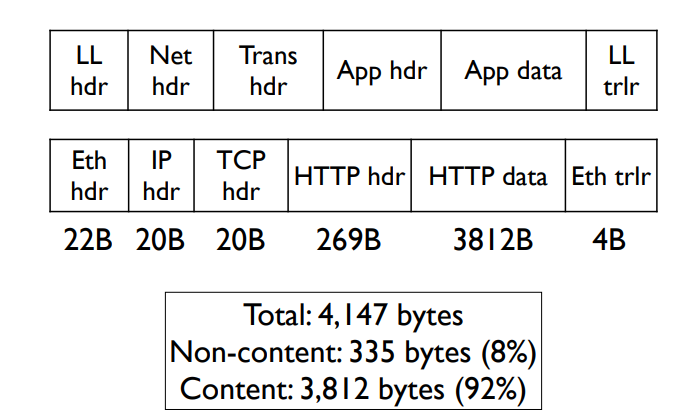 LL hdr Net hdr Trans hdr App hdr App data LL trlr
Eth hdr IP hdr TCP hdr HTTP hdr HTTP data Eth trlr
22B 20B 20B 269B 3812B 4B
Total: 4,147 bytes
Non-content: 335 bytes (8%)
Content: 3,812 bytes (92%)